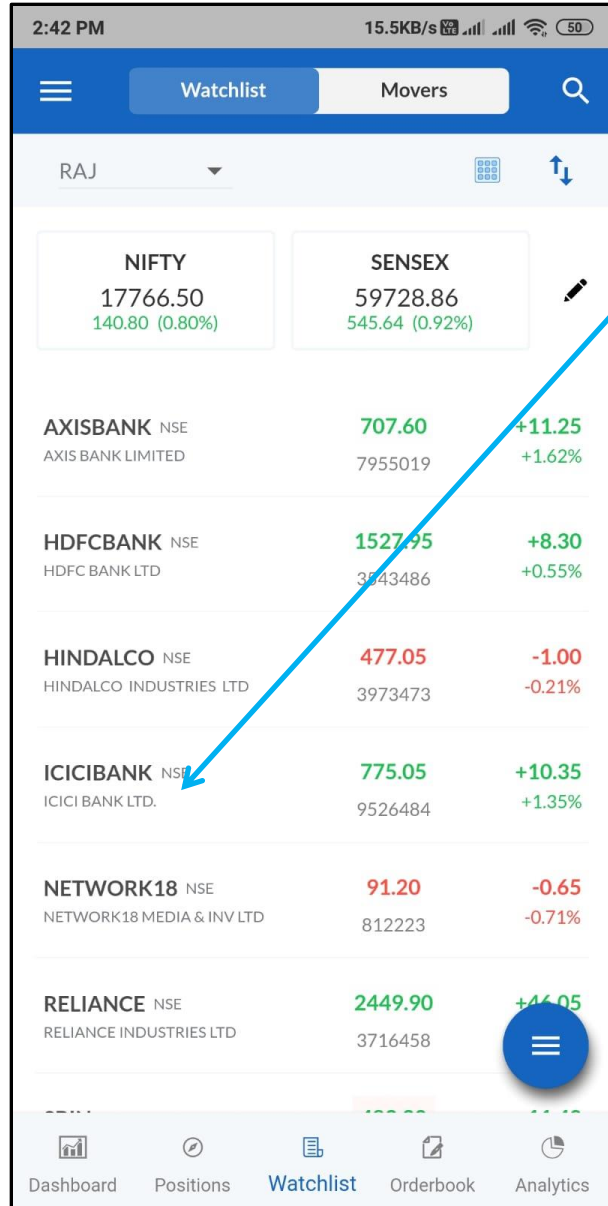 2:42 PM 15.5KB/s Vo LTE 50
Watchlist Movers
RAJ
NIFTY SENSEX
17766.50 59728.86
140.80 (0.80%) 545.64 (0.92%)
AXISBANK NSE 707.60 +11.25
AXIS BANK LIMITED 7955019 +1.62%
HDFCBANK NSE 1527.95 +8.30
HDFC BANK LTD 3543486 +0.55%
HINDALCO NSE 477.05 -1.00
HINDALCO INDUSTRIES LTD 3973473 -0.21%
ICICIBANK NSE 775.05 +10.35
ICICI BANK LTD. 9526484 +1.35%
NETWORK18 NSE 91.20 -0.65
NETWORK18 MEDIA & INV LTD 812223 -0.71%
RELIANCE NSE 2449.90 +46.05
RELIANCE INDUSTRIES LTD 3716458
Dashboard Positions Watchlist Orderbook Analytics